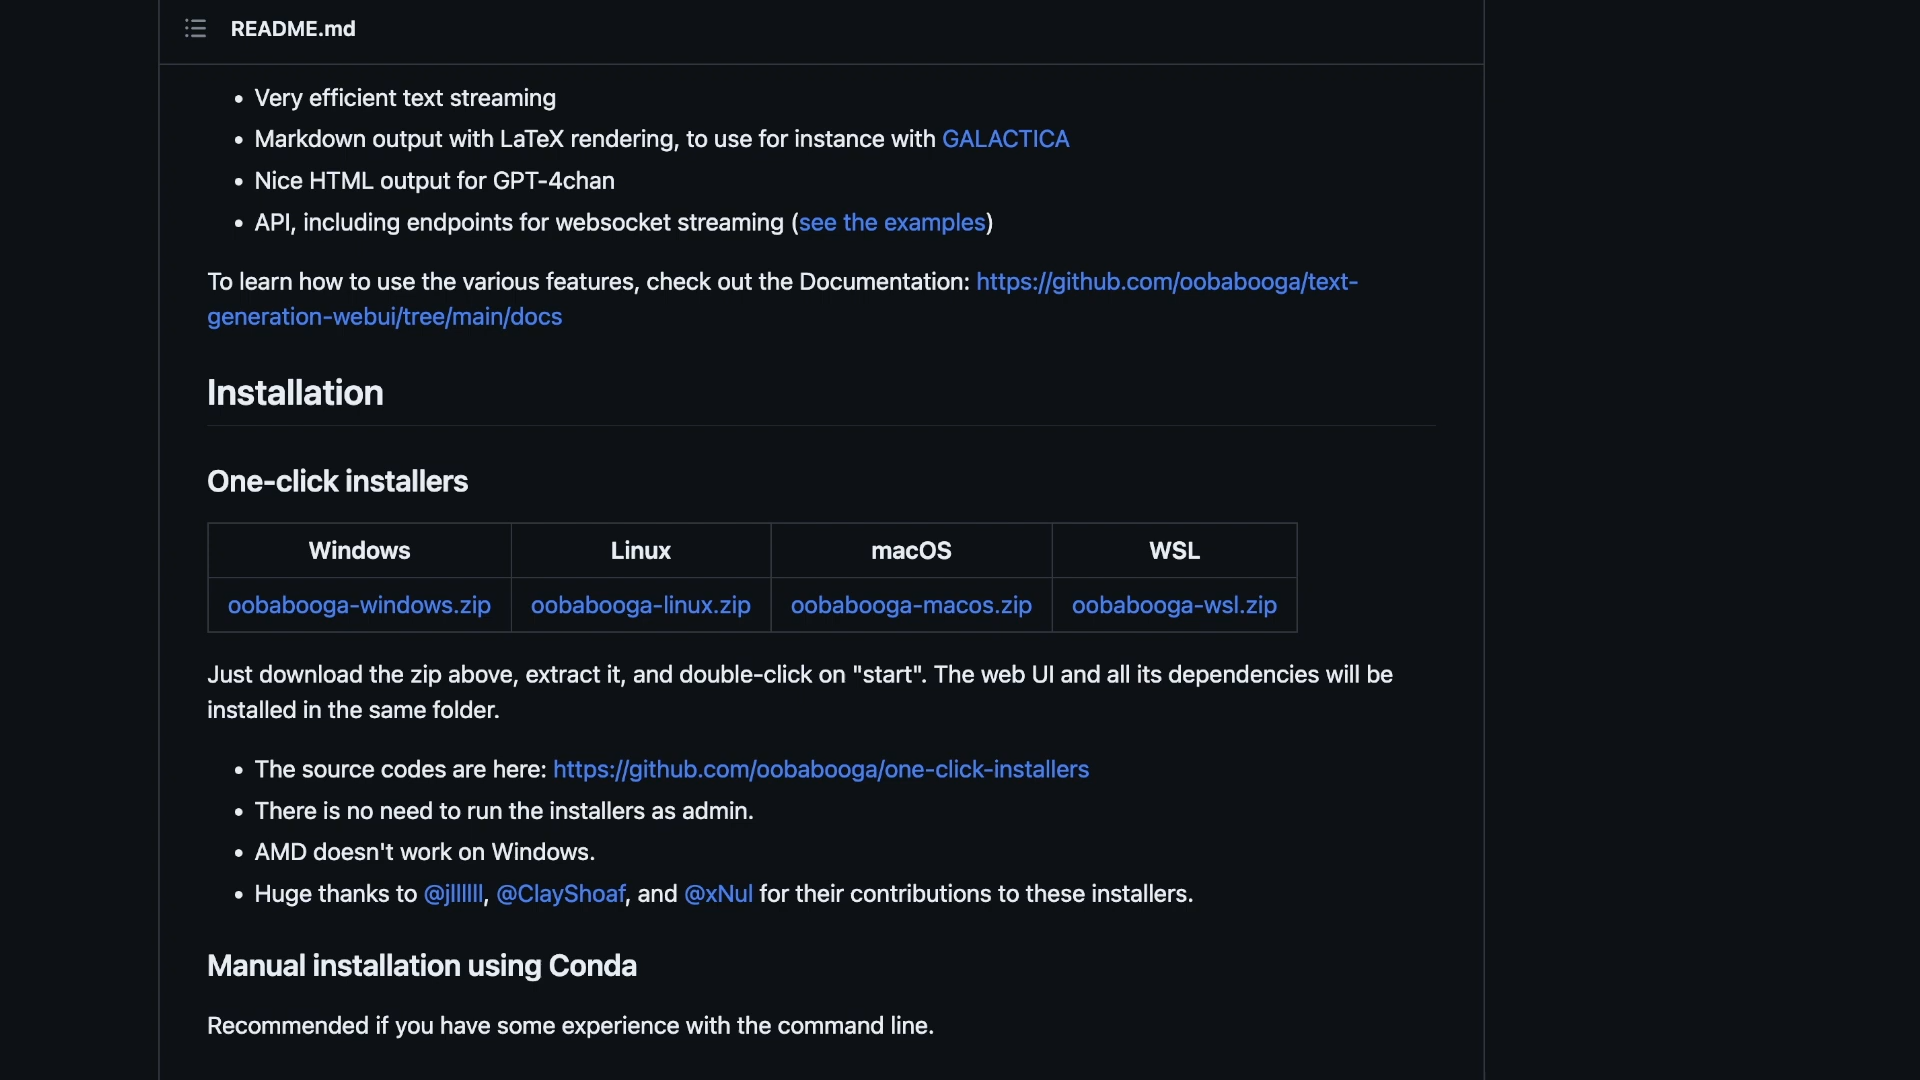 README.md
Very efficient text streaming
Markdown output with LaTeX rendering, to use for instance with GALACTICA
Nice HTML output for GPT-4chan
API, including endpoints for websocket streaming (see the examples)
To learn how to use the various features, check out the Documentation: https://github.com/oobabooga/text-
generation-webui/tree/main/docs
Installation
One-click installers
Windows Linux macOS WSL
oobabooga-windows.zip oobabooga-linux.zip oobabooga-macos.zip oobabooga-wsl.zip
Just download the zip above, extract it, and double-click on "start". The web UI and all its dependencies will be
installed in the same folder.
The source codes are here: https://github.com/oobabooga/one-click-installers
There is no need to run the installers as admin.
AMD doesn't work on Windows.
Huge thanks to @jllllll, @ClayShoaf, and @xNul for their contributions to these installers.
Manual installation using Conda
Recommended if you have some experience with the command line.